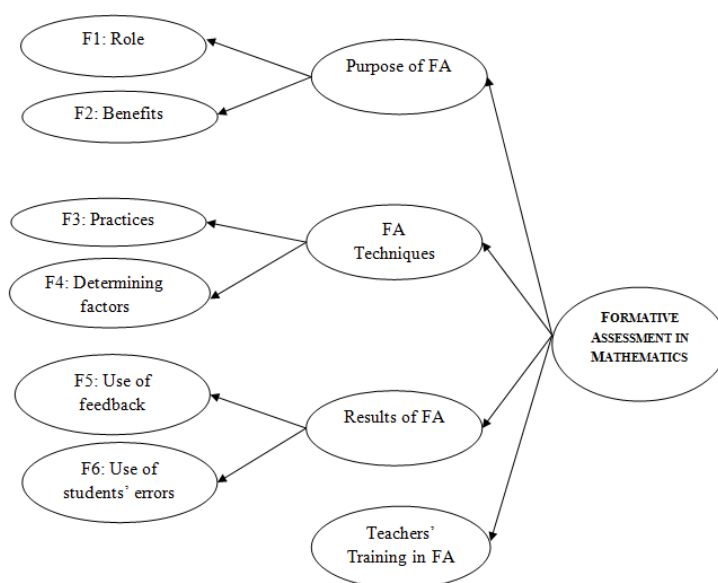 F1: Role
Purpose of FA
F2: Benefits
F3: Practices
FA
Techniques
F4: Determining
factors
FORMATIVE
ASSESSMENT IN
MATHEMATICS
F5: Use of
feedback
Results of FA
F6: Use of
students’ errors
Teachers’
Training in FA